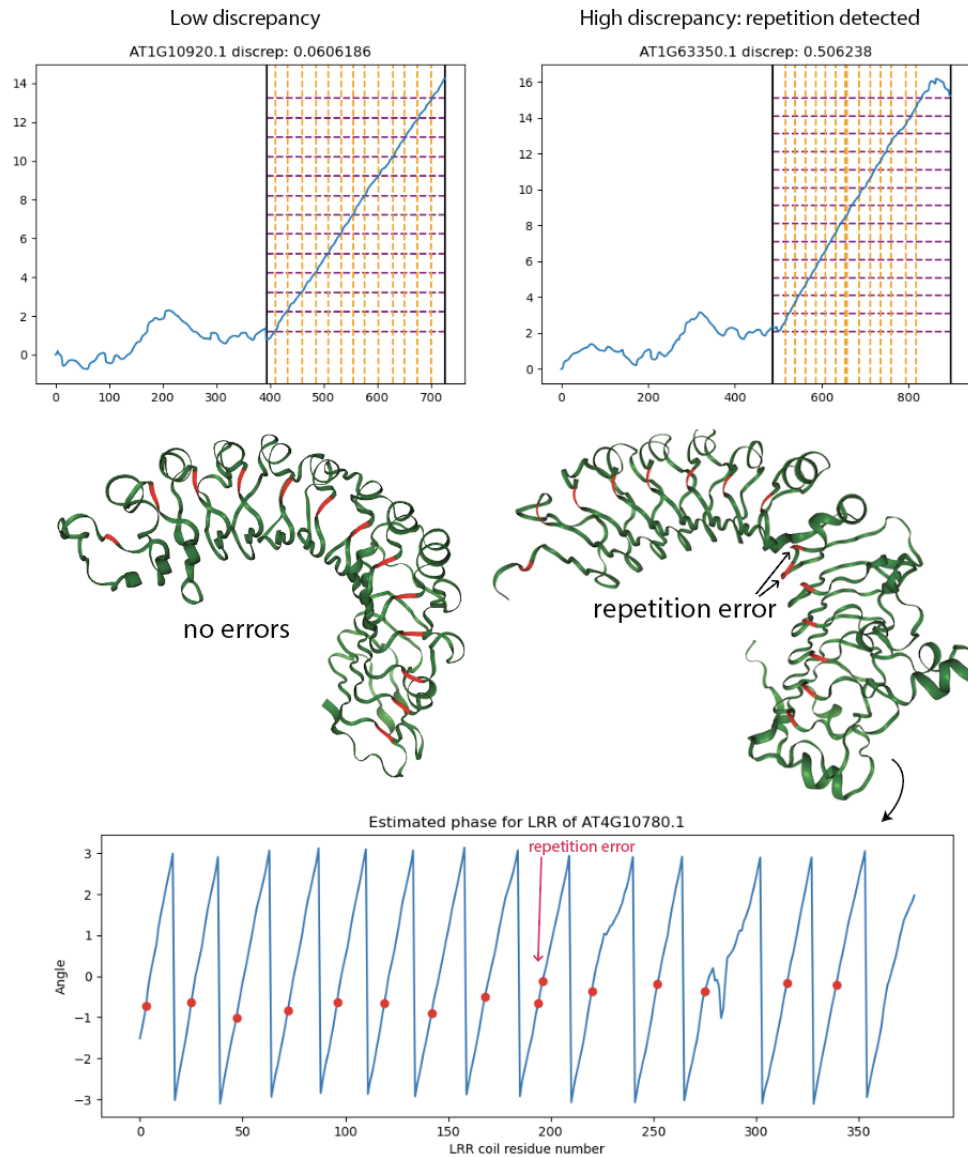 Low discrepancy
High discrepancy: repetition detected
AT1G10920.1 discrep: 0.0606186
AT1G63350.1 discrep: 0.506238
14
12
10
8
6
4
2
0
0 100 200 300 400 500 600 700
16
14
12
10
8
6
4
2
0
0 200 400 600 800
no errors
repetition error
Estimated phase for LRR of AT4G10780.1
repetition error
3
2
1
0
−1
−2
−3
Angle
0 50 100 150 200 250 300 350
LRR coil residue number